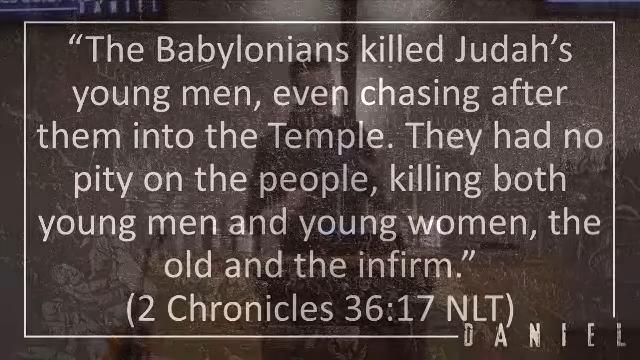 DANIEL
“The Babylonians killed Judah’s
young men, even chasing after
them into the Temple. They had no
pity on the people, killing both
young men and young women, the
old and the infirm.”
(2 Chronicles 36:17 NLT)
DANIEL